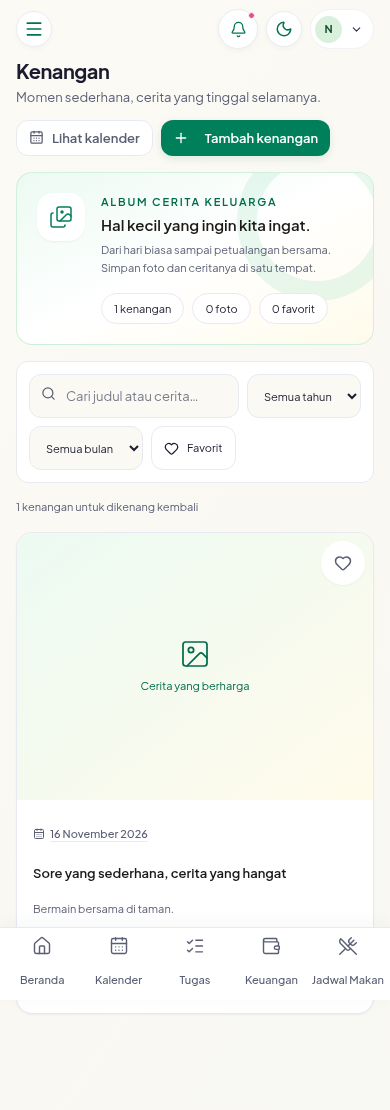 N
Kenangan
Momen sederhana, cerita yang tinggal selamanya.
Lihat kalender
Tambah kenangan
ALBUM CERITA KELUARGA
Hal kecil yang ingin kita ingat.
Dari hari biasa sampai petualangan bersama.
Simpan foto dan ceritanya di satu tempat.
1 kenangan
0 foto
0 favorit
Cari judul atau cerita...
Semua tahun
Semua bulan
Favorit
1 kenangan untuk dikenang kembali
Cerita yang berharga
16 November 2026
Sore yang sederhana, cerita yang hangat
Bermain bersama di taman.
Beranda
Kalender
Tugas
Keuangan
Jadwal Makan